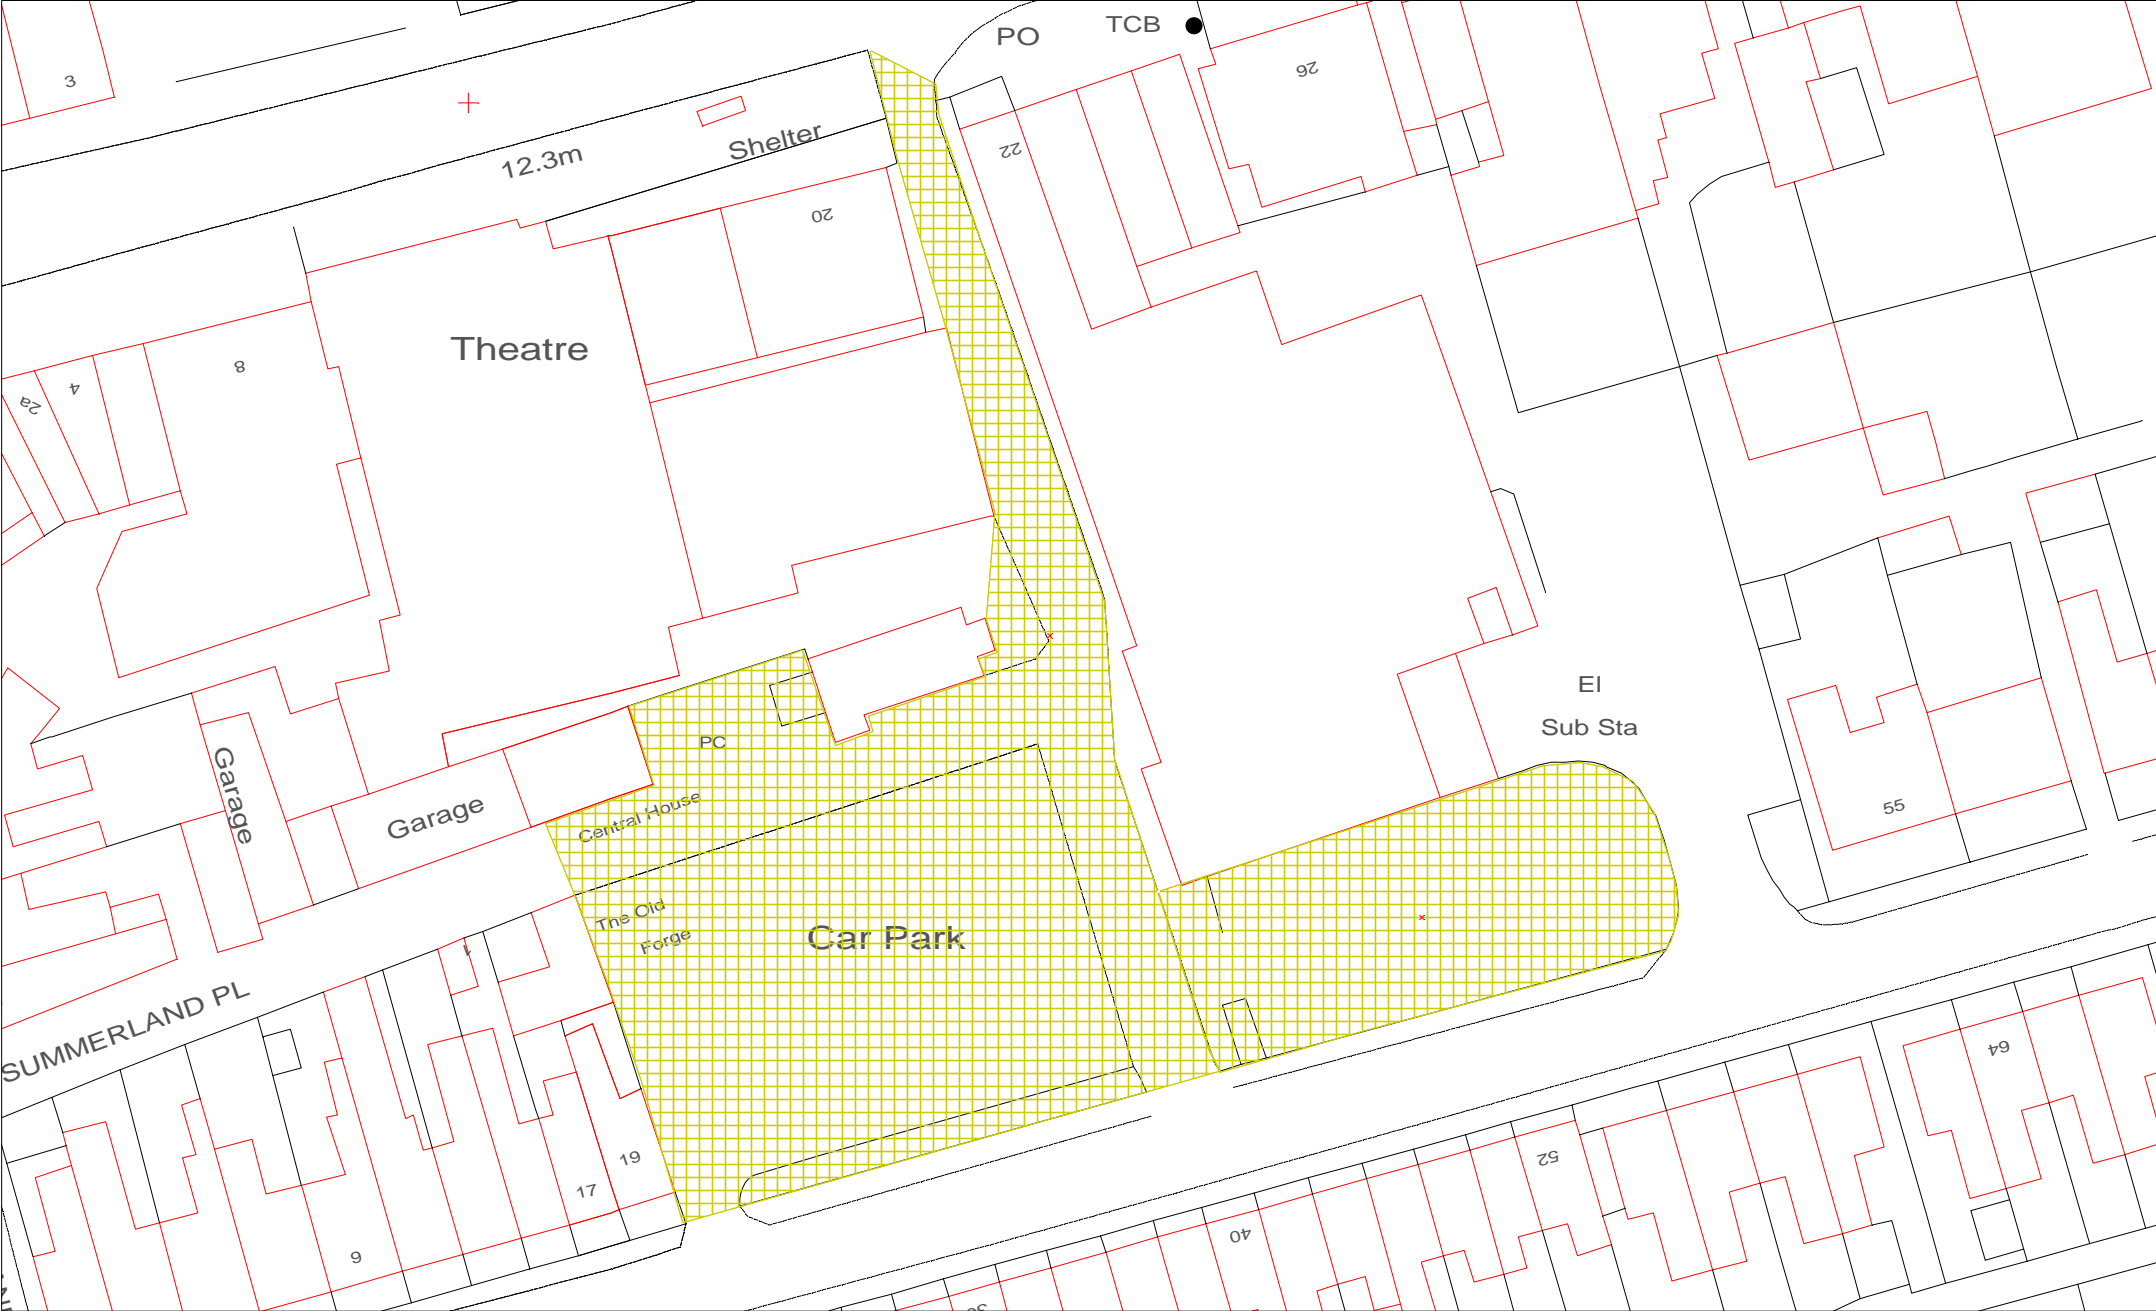 PO
TCB
3
26
12.3m
Shelter
22
20
Theatre
8
4
2a
El
Sub Sta
PC
Garage
Garage
Central House
55
The Old
Forge
Car Park
1
SUMMERLAND PL
64
19
17
52
40
9